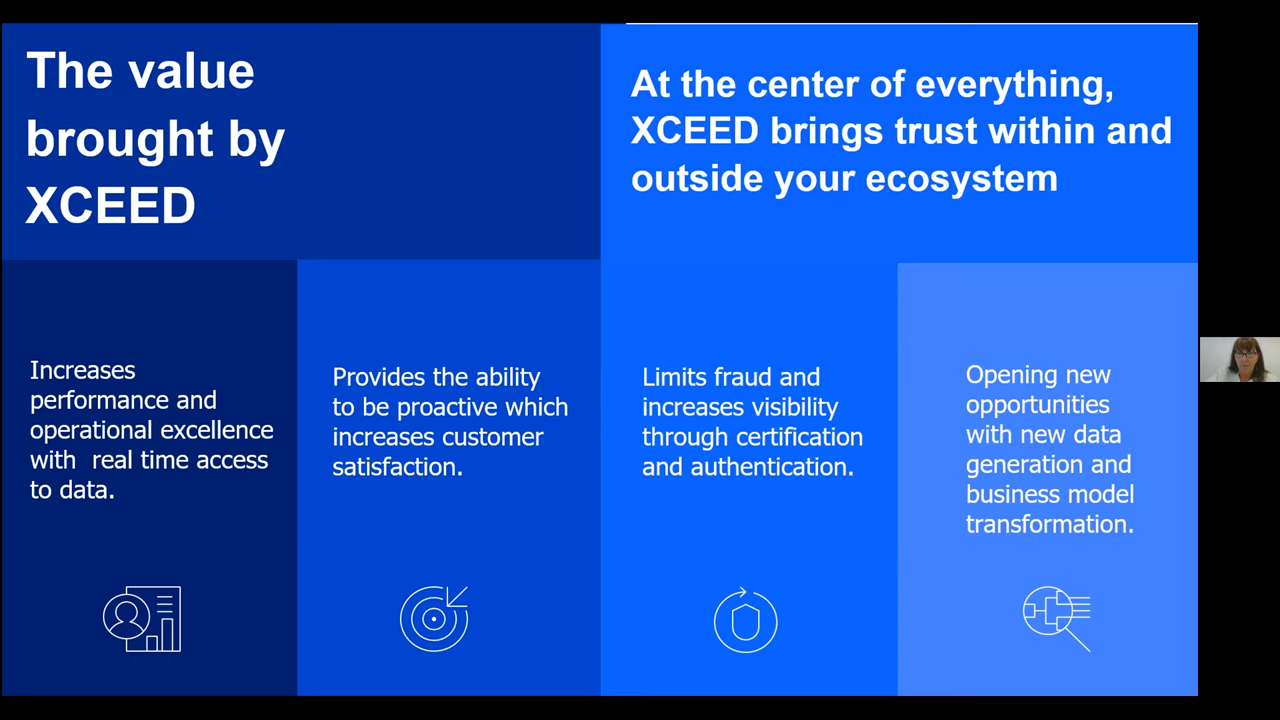 The value
brought by
XCEED
At the center of everything,
XCEED brings trust within and
outside your ecosystem
Increases
performance and
operational excellence
with real time access
to data.
Provides the ability
to be proactive which
increases customer
satisfaction.
Limits fraud and
increases visibility
through certification
and authentication.
Opening new
opportunities
with new data
generation and
business model
transformation.